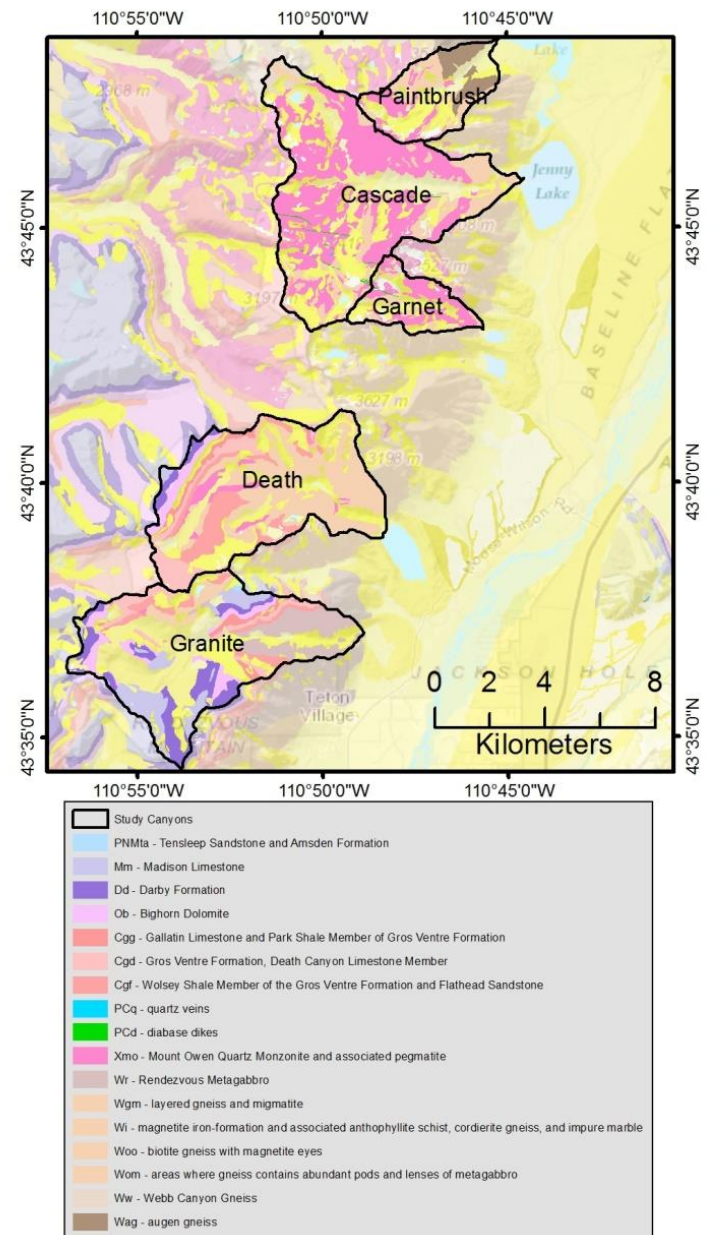 110°55'0"W 110°50'0"W 110°45'0"W
Lake
Paintbrush
2968 m
Jenny
Lake
Cascade
43°45'0"N 43°45'0"N
Garnet
3197 m
BASELINE FLAT
3627 m
3198 m
Death
43°40'0"N 43°40'0"N
Moose-Wilson Rd
Granite
JACKSON HOLE
0 2 4 8
Kilometers
Teton
Village
43°35'0"N 43°35'0"N
110°55'0"W 110°50'0"W 110°45'0"W
Study Canyons
PNMta - Tensleep Sandstone and Amsden Formation
Mm - Madison Limestone
Dd - Darby Formation
Ob - Bighorn Dolomite
Cgg - Gallatin Limestone and Park Shale Member of Gros Ventre Formation
Cgd - Gros Ventre Formation, Death Canyon Limestone Member
Cgf - Wolsey Shale Member of the Gros Ventre Formation and Flathead Sandstone
PCq - quartz veins
PCd - diabase dikes
Xmo - Mount Owen Quartz Monzonite and associated pegmatite
Wr - Rendezvous Metagabbro
Wgm - layered gneiss and migmatite
Wi - magnetite iron-formation and associated anthophyllite schist, cordierite gneiss, and impure marble
Woo - biotite gneiss with magnetite eyes
Wom - areas where gneiss contains abundant pods and lenses of metagabbro
Ww - Webb Canyon Gneiss
Wag - augen gneiss